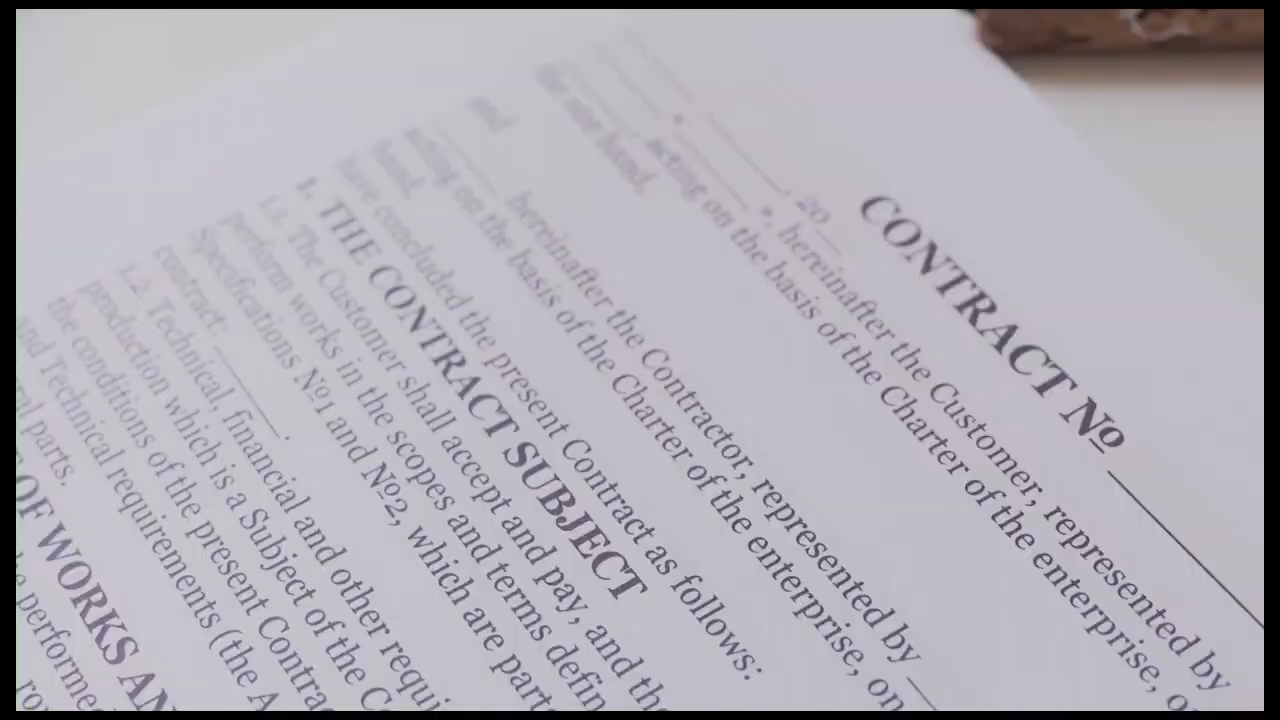 CONTRACT №
20
", hereinafter the Customer, represented by
acting on the basis of the Charter of the enterprise,
the one hand,
and
hereinafter the Contractor, represented by
acting on the basis of the Charter of the enterprise, on
hand,
have concluded the present Contract as follows:
1. THE CONTRACT SUBJECT
1.1. The Customer shall accept and pay, and the
perform works in the scopes and terms defin
Specifications №1 and №2, which are part
contract.
1.2. Technical, financial and other requi
production which is a Subject of the C
the conditions of the present Contra
and Technical requirements (the A
ral parts.
OF WORKS AN
he performe